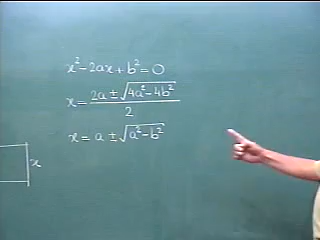 x²-2ax+b²=0
x=(2a±√(4a²-4b²))/2
x=a±√(a²-b²)
x